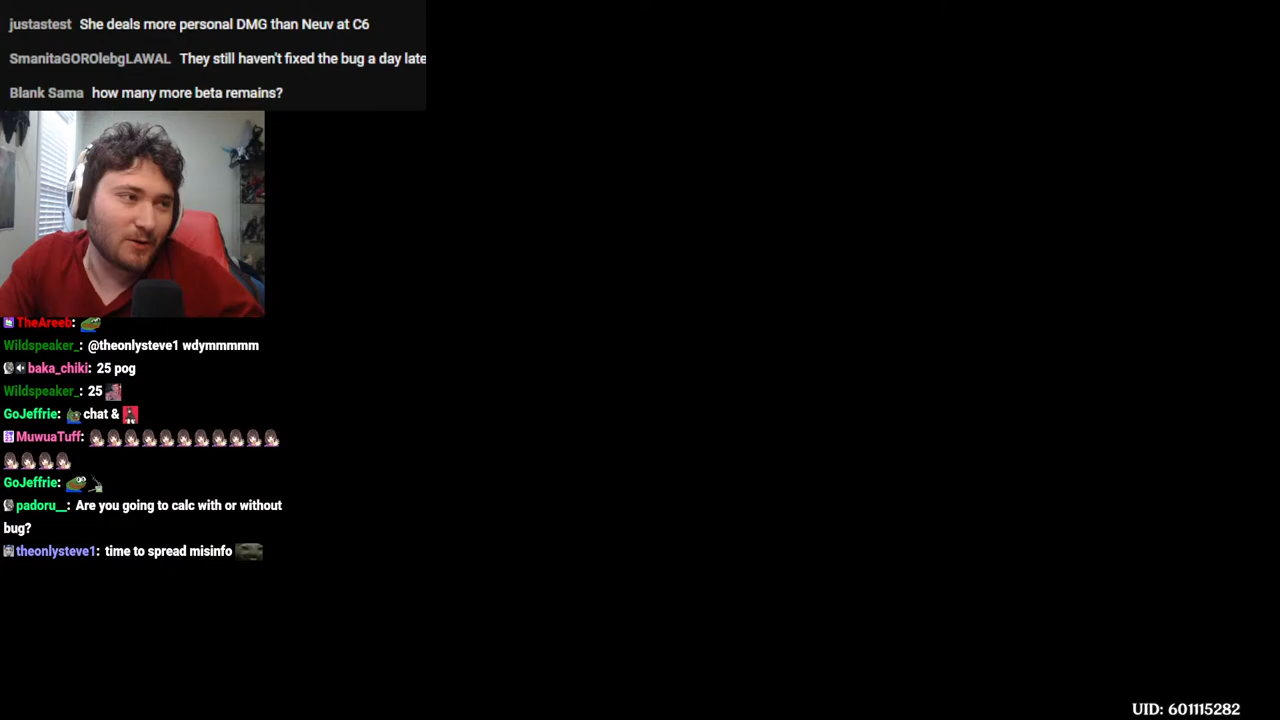 justastest She deals more personal DMG than Neuv at C6
SmanitaGOROlebgLAWAL They still haven't fixed the bug a day late
Blank Sama how many more beta remains?
TheAreeb:
Wildspeaker_: @theonlysteve1 wdymmmmm
baka_chiki: 25 pog
Wildspeaker_: 25
GoJeffrie: chat &
MuwuaTuff:
GoJeffrie:
padoru__: Are you going to calc with or without
bug?
theonlysteve1: time to spread misinfo
UID: 601115282